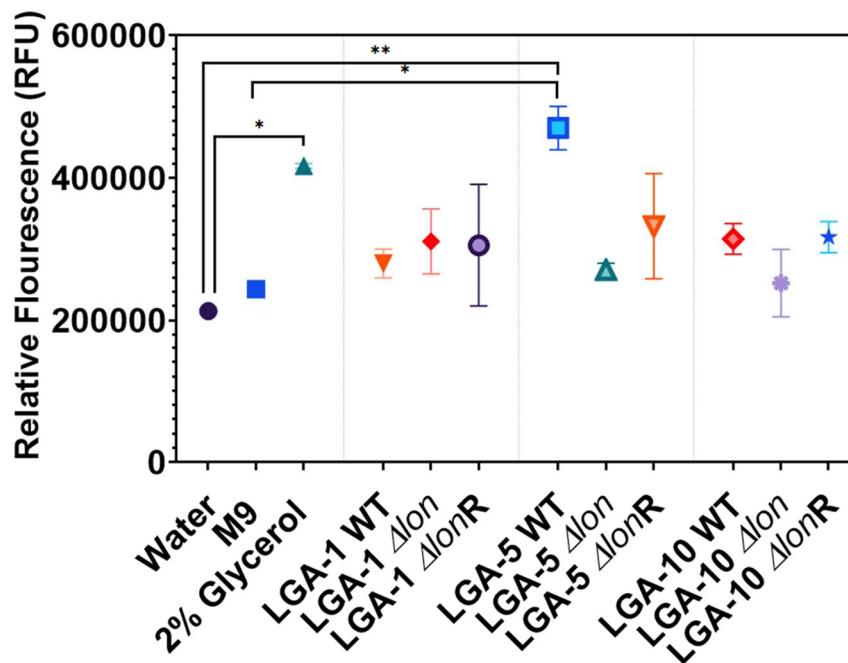 Relative Flourescence (RFU)
600000
400000
200000
0
**
*
*
Water
M9
2% Glycerol
LGA-1 WT
LGA-1 Δlon
LGA-1 ΔlonR
LGA-5 WT
LGA-5 Δlon
LGA-5 ΔlonR
LGA-10 WT
LGA-10 Δlon
LGA-10 ΔlonR